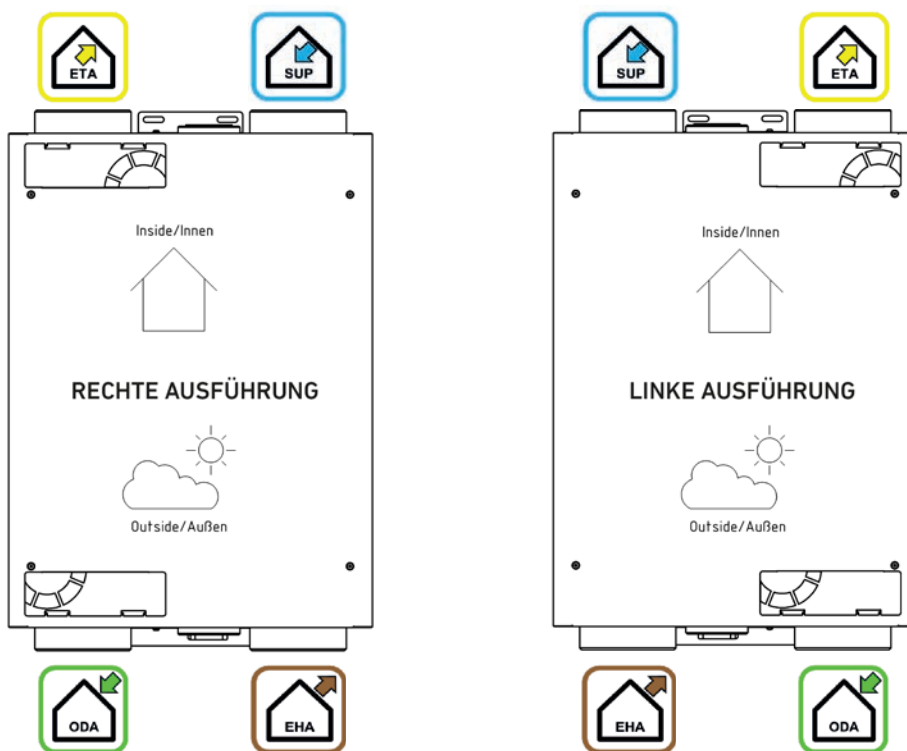 ETA
SUP
SUP
ETA
Inside/Innen
Inside/Innen
RECHTE AUSFÜHRUNG
LINKE AUSFÜHRUNG
Outside/Außen
Outside/Außen
ODA
EHA
EHA
ODA